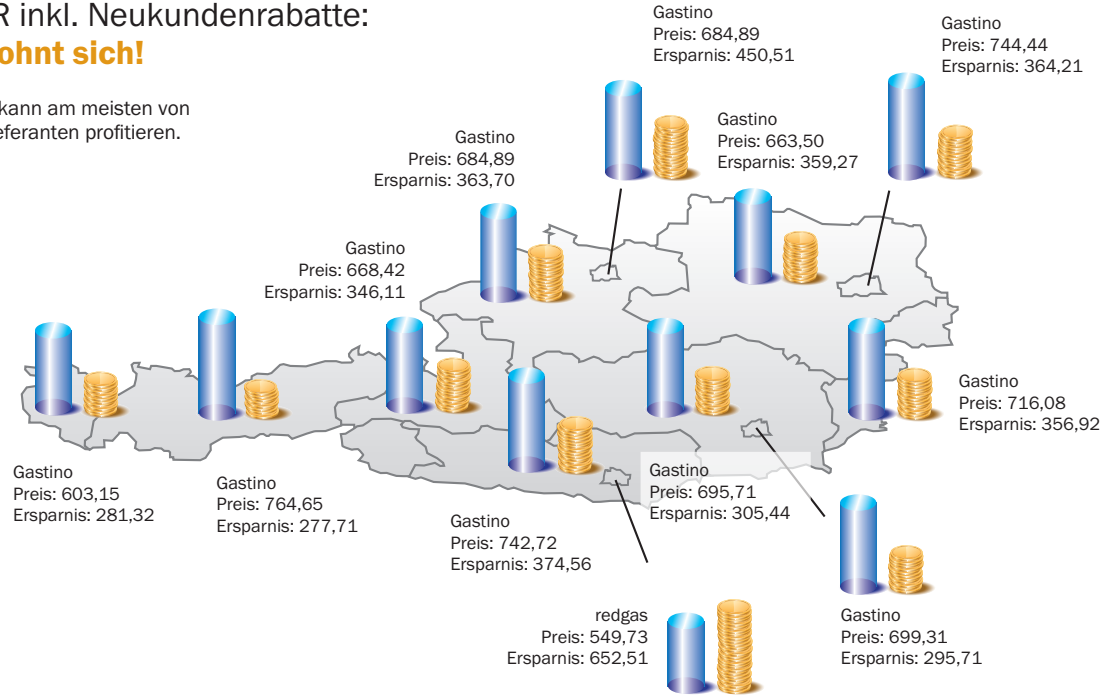 R inkl. Neukundenrabatte:
ohnt sich!
kann am meisten von
eferanten profitieren.
Gastino
Preis: 684,89
Ersparnis: 450,51
Gastino
Preis: 744,44
Ersparnis: 364,21
Gastino
Preis: 663,50
Ersparnis: 359,27
Gastino
Preis: 684,89
Ersparnis: 363,70
Gastino
Preis: 668,42
Ersparnis: 346,11
Gastino
Preis: 716,08
Ersparnis: 356,92
Gastino
Preis: 603,15
Ersparnis: 281,32
Gastino
Preis: 764,65
Ersparnis: 277,71
Gastino
Preis: 742,72
Ersparnis: 374,56
Gastino
Preis: 695,71
Ersparnis: 305,44
redgas
Preis: 549,73
Ersparnis: 652,51
Gastino
Preis: 699,31
Ersparnis: 295,71